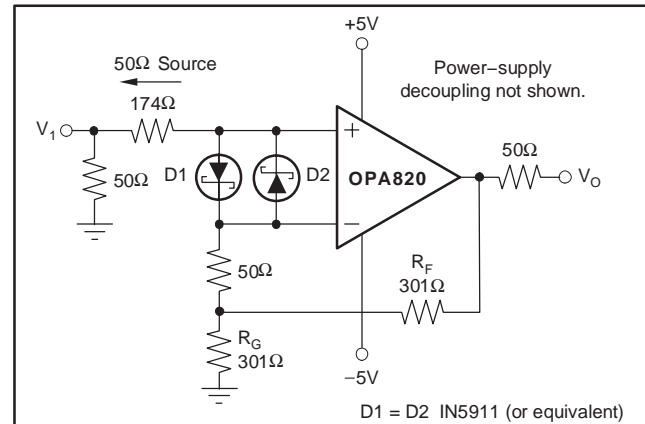 +5V
50Ω Source
Power–supply
decoupling not shown.
174Ω
V1
50Ω
D1
D2
+
OPA820
−
50Ω
VO
50Ω
RF
301Ω
RG
301Ω
−5V
D1 = D2 IN5911 (or equivalent)